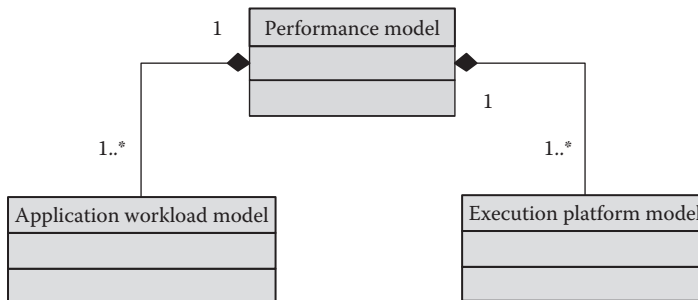 1
Performance model
1
1..*
1..*
Application workload model
Execution platform model